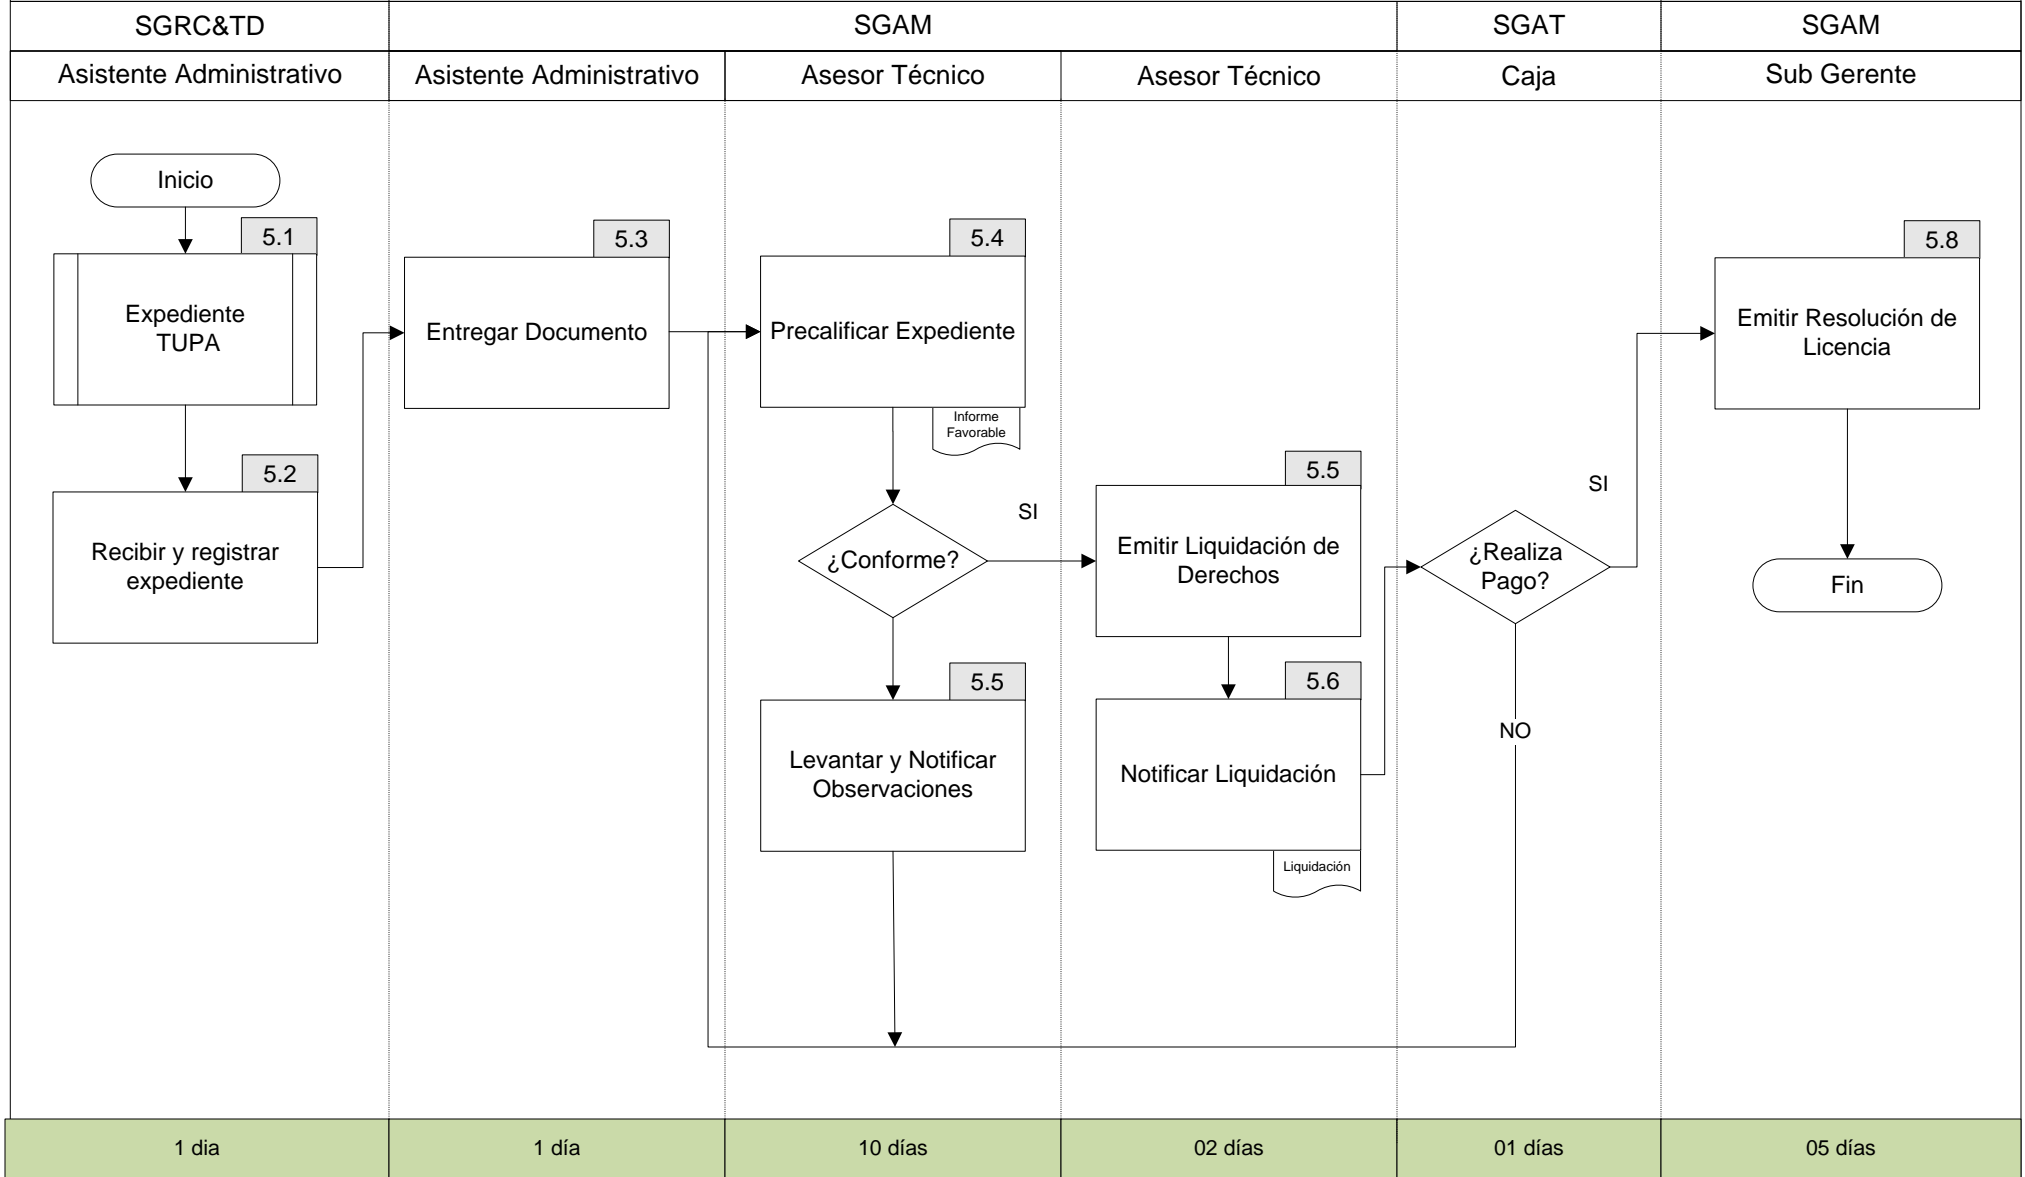 SGRC&TD
SGAM
SGAT
SGAM
Asistente Administrativo
Asistente Administrativo
Asesor Técnico
Asesor Técnico
Caja
Sub Gerente
Inicio
5.1
Expediente
TUPA
5.2
Recibir y registrar
expediente
5.3
Entregar Documento
5.4
Precalificar Expediente
Informe
Favorable
¿Conforme?
SI
5.5
Levantar y Notificar
Observaciones
5.5
Emitir Liquidación de
Derechos
5.6
Notificar Liquidación
Liquidación
¿Realiza
Pago?
SI
NO
5.8
Emitir Resolución de
Licencia
Fin
1 dia
1 día
10 días
02 días
01 días
05 días